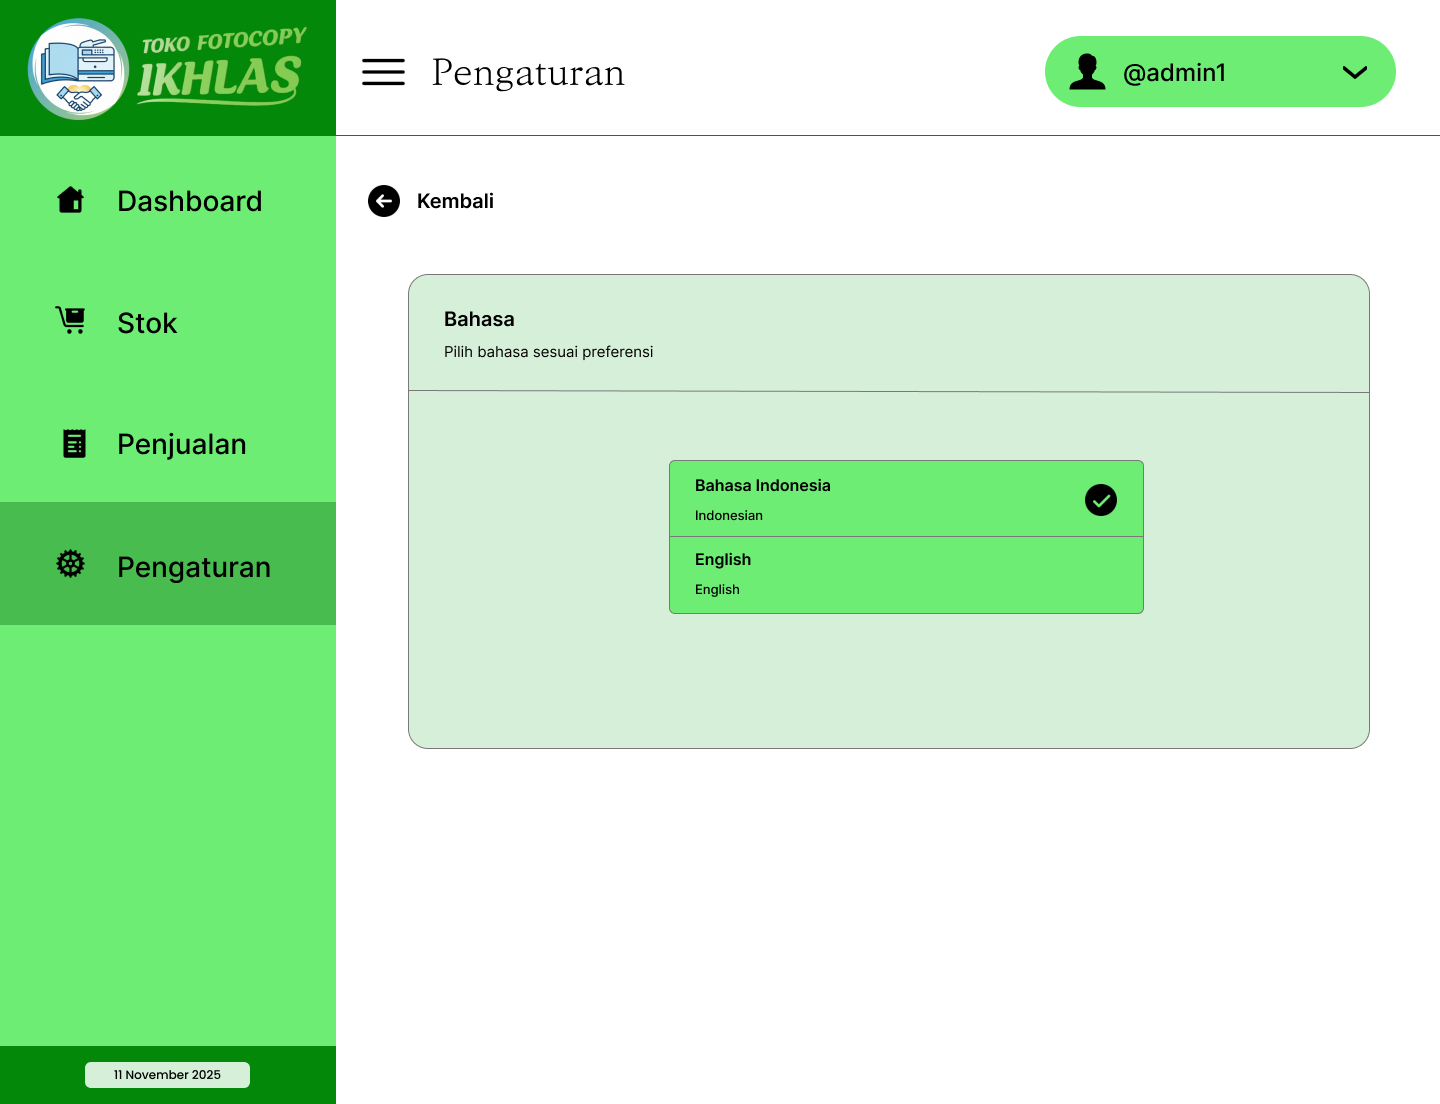 TOKO FOTOCOPY
IKHLAS
Pengaturan
@admin1
Dashboard
Stok
Penjualan
Pengaturan
Kembali
Bahasa
Pilih bahasa sesuai preferensi
Bahasa Indonesia
Indonesian
English
English
11 November 2025